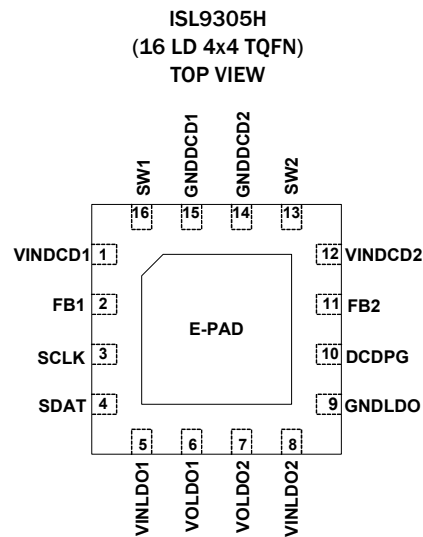 ISL9305H
(16 LD 4x4 TQFN)
TOP VIEW
SW1
GNDDCD1
GNDDCD2
SW2
16
15
14
13
VINDCD1 1
12 VINDCD2
FB1 2
11 FB2
E-PAD
SCLK 3
10 DCDPG
SDAT 4
9 GNDLDO
5
6
7
8
VINLDO1
VOLDO1
VOLDO2
VINLDO2